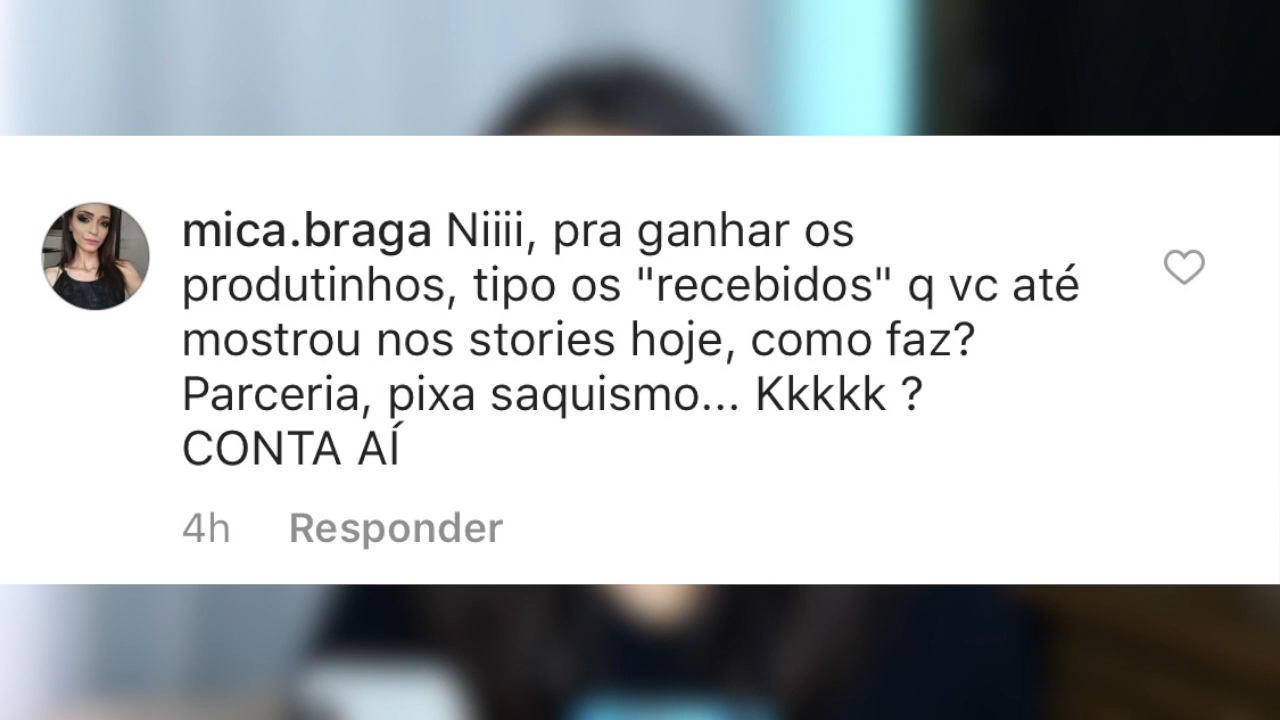 mica.braga Niiii, pra ganhar os
produtinhos, tipo os "recebidos" q vc até
mostrou nos stories hoje, como faz?
Parceria, pixa saquismo... Kkkkk ?
CONTA AÍ
4h Responder